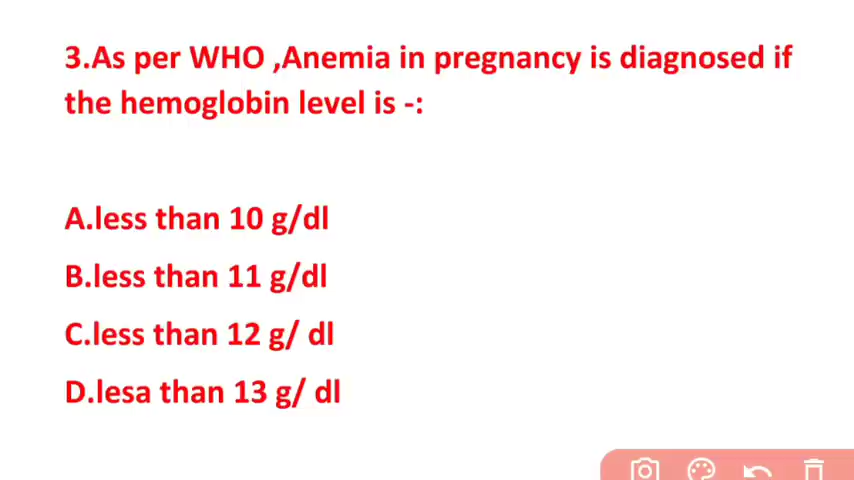 3.As per WHO ,Anemia in pregnancy is diagnosed if
the hemoglobin level is -:
A.less than 10 g/dl
B.less than 11 g/dl
C.less than 12 g/ dl
D.lesa than 13 g/ dl